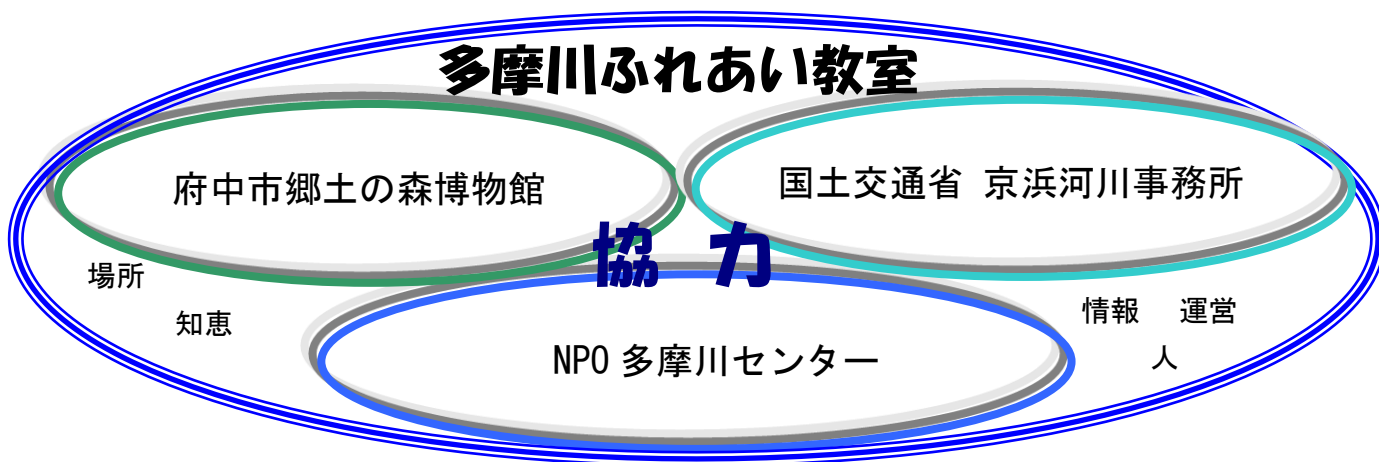 多摩川ふれあい教室
府中市郷土の森博物館
国土交通省 京浜河川事務所
協 力
場所
知恵
情報 運営
人
NPO 多摩川センター